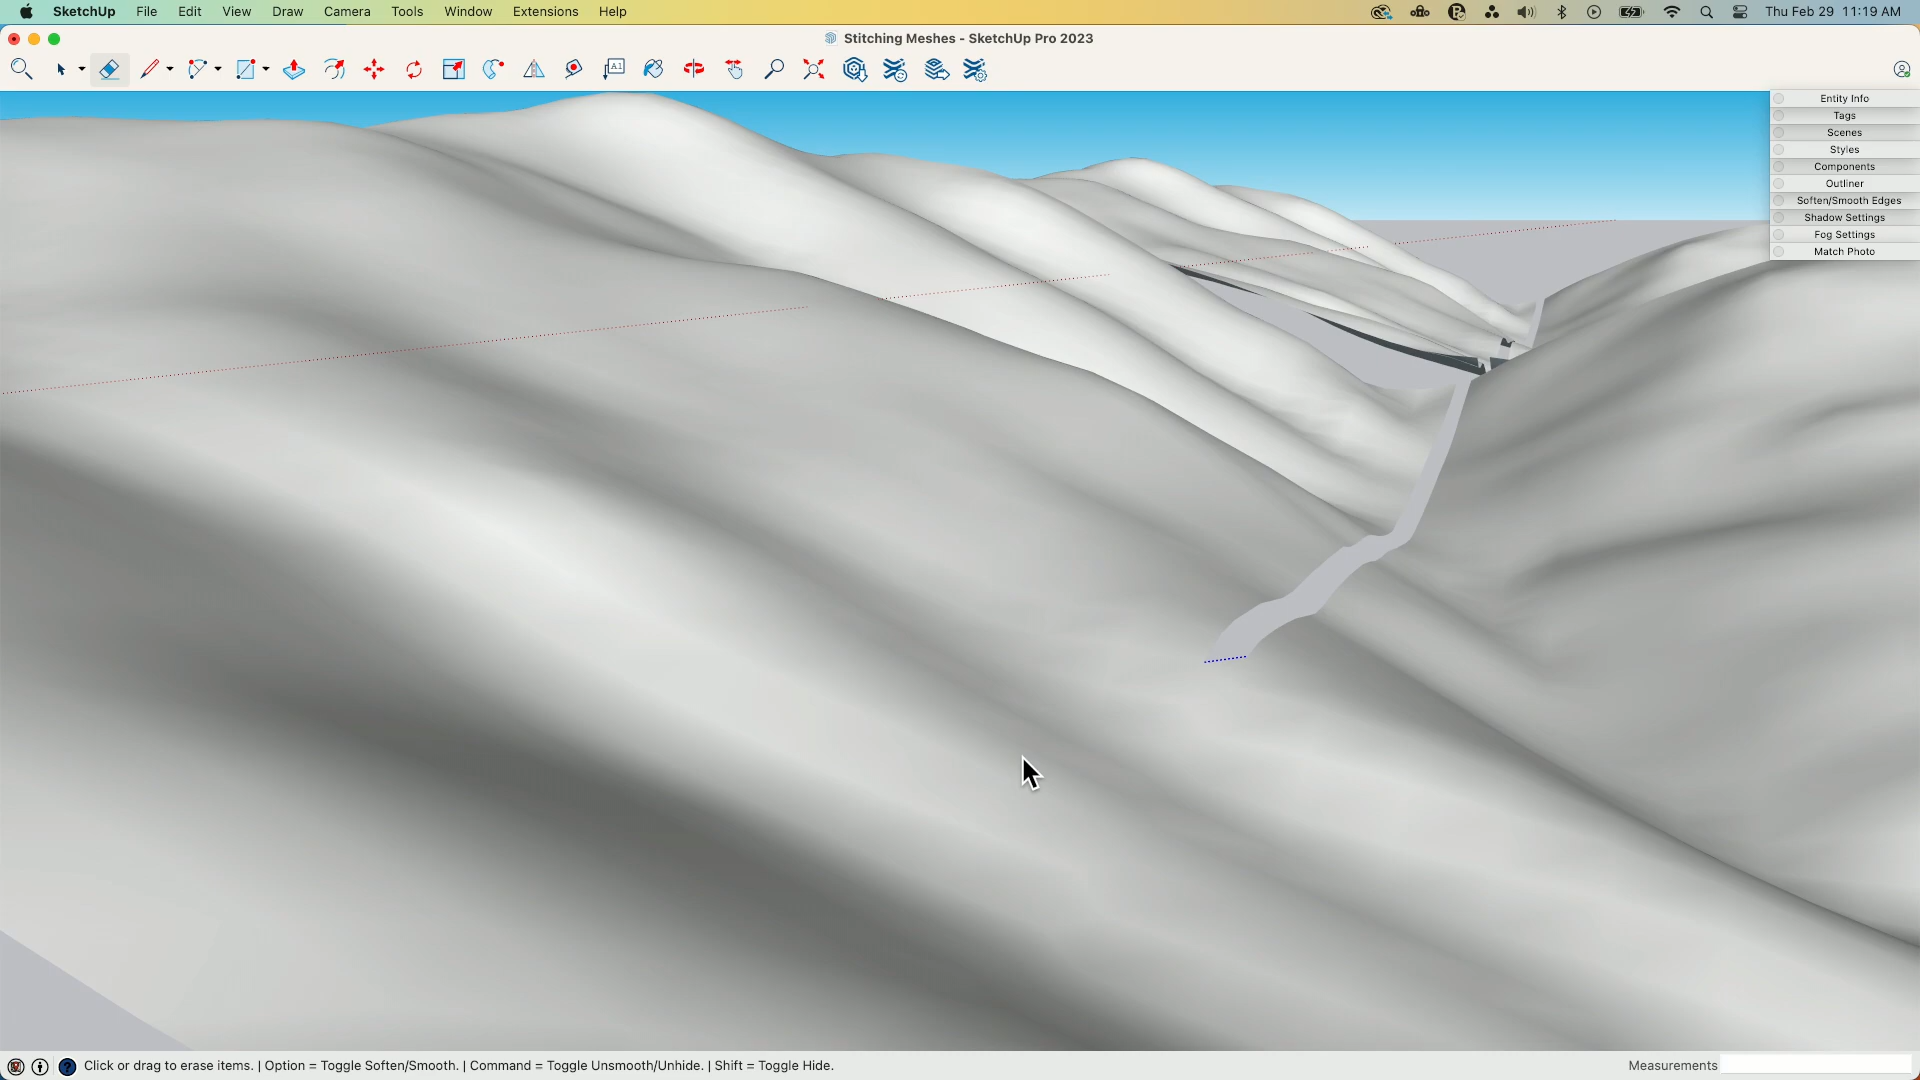 SketchUp File Edit View Draw Camera Tools Window Extensions Help Thu Feb 29 11:19 AM
Stitching Meshes - SketchUp Pro 2023
A1
Entity Info
Tags
Scenes
Styles
Components
Outliner
Soften/Smooth Edges
Shadow Settings
Fog Settings
Match Photo
Click or drag to erase items. | Option = Toggle Soften/Smooth. | Command = Toggle Unsmooth/Unhide. | Shift = Toggle Hide. Measurements